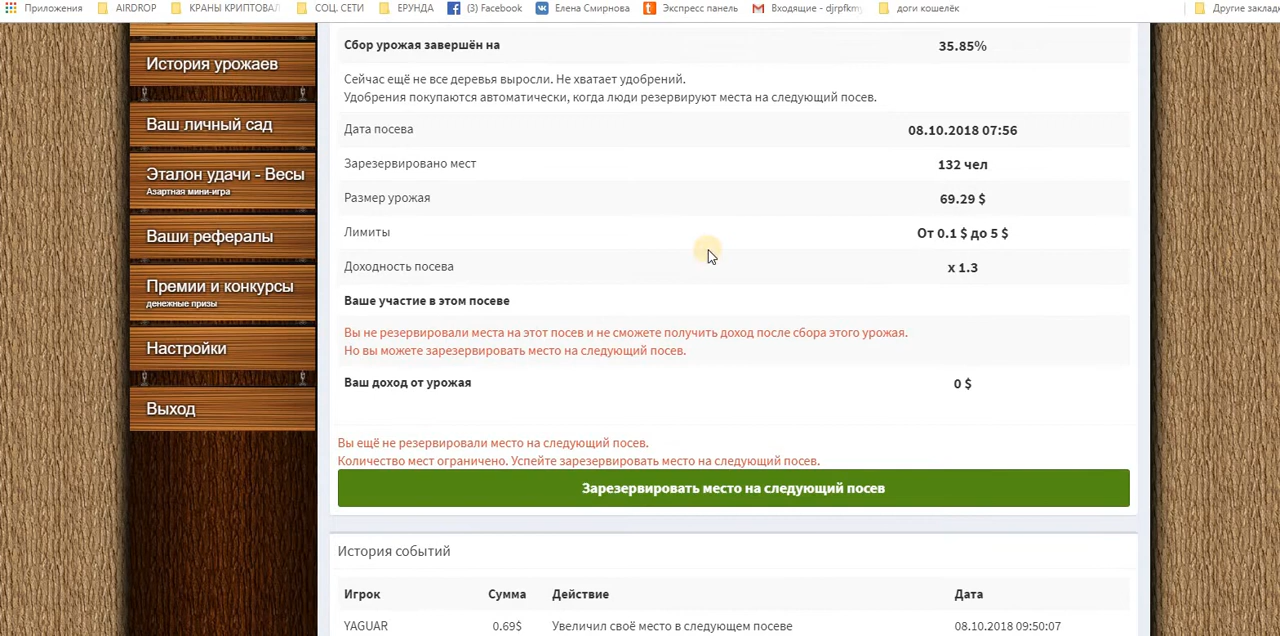 Приложения AIRDROP КРАНЫ КРИПТОВАЛ СОЦ. СЕТИ ЕРУНДА (3) Facebook Елена Смирнова Экспресс панель Входящие - djrpfkm доги кошелёк Другие заклад
История урожаев
Ваш личный сад
Эталон удачи - Весы
Азартная мини-игра
Ваши рефералы
Премии и конкурсы
денежные призы
Настройки
Выход
Сбор урожая завершён на 35.85%
Сейчас ещё не все деревья выросли. Не хватает удобрений.
Удобрения покупаются автоматически, когда люди резервируют места на следующий посев.
Дата посева 08.10.2018 07:56
Зарезервировано мест 132 чел
Размер урожая 69.29 $
Лимиты От 0.1 $ до 5 $
Доходность посева x 1.3
Ваше участие в этом посеве
Вы не резервировали места на этот посев и не сможете получить доход после сбора этого урожая.
Но вы можете зарезервировать место на следующий посев.
Ваш доход от урожая 0 $
Вы ещё не резервировали место на следующий посев.
Количество мест ограничено. Успейте зарезервировать место на следующий посев.
Зарезервировать место на следующий посев
История событий
Игрок Сумма Действие Дата
YAGUAR 0.69$ Увеличил своё место в следующем посеве 08.10.2018 09:50:07